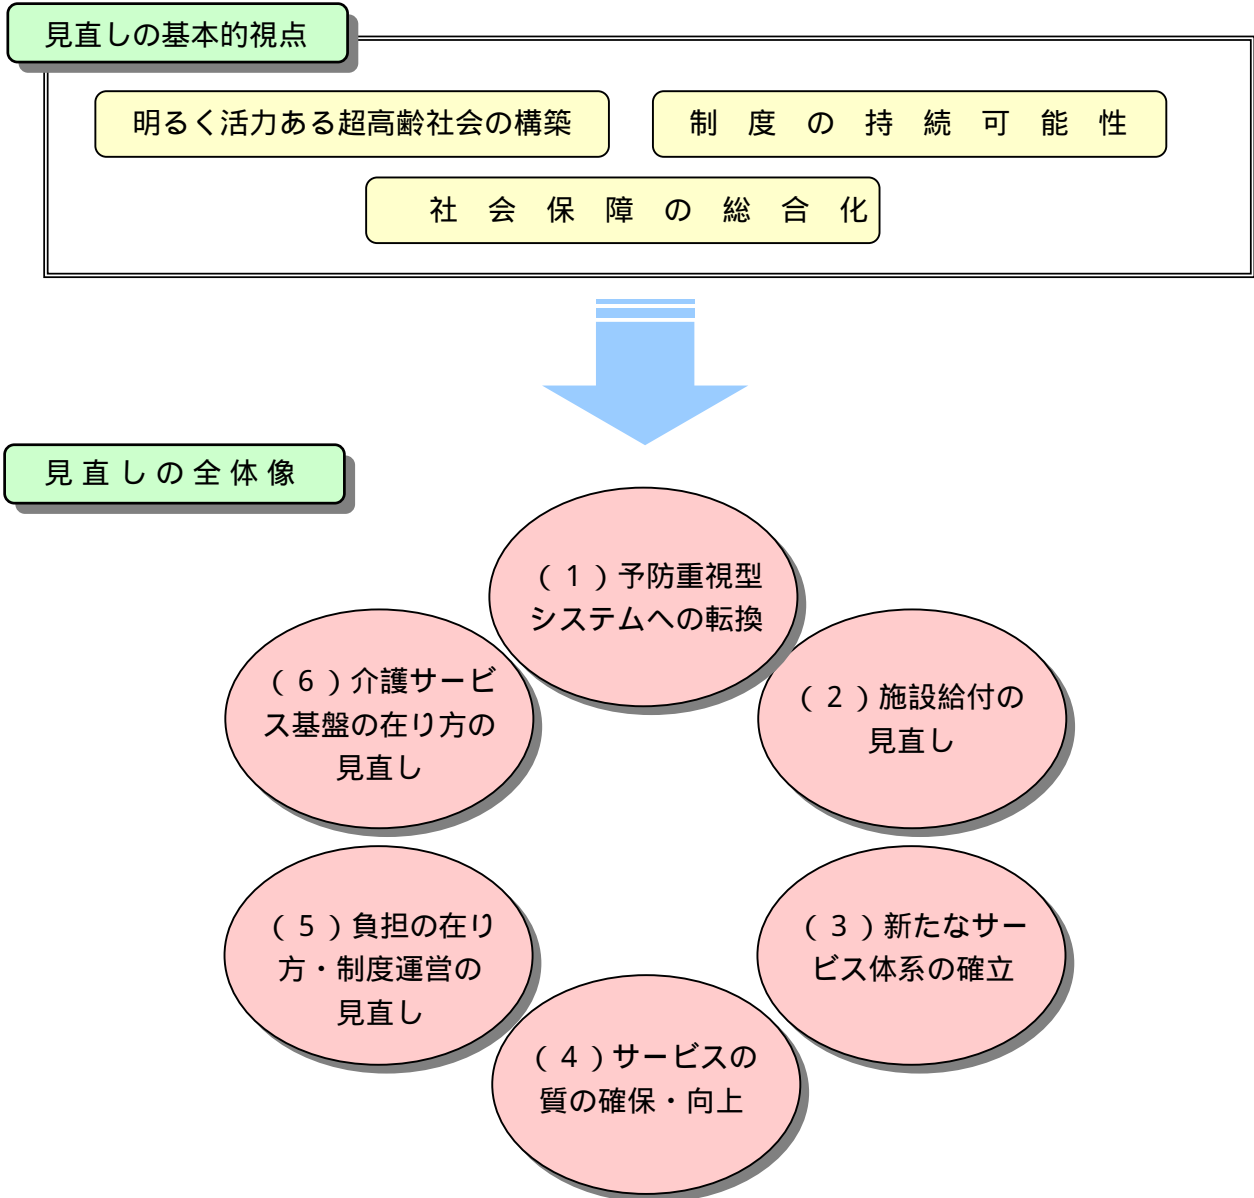 見直しの基本的視点
明るく活力ある超高齢社会の構築
制度の持続可能性
社会保障の総合化
見直しの全体像
(1)予防重視型
システムへの転換
(2)施設給付の
見直し
(3)新たなサー
ビス体系の確立
(4)サービスの
質の確保・向上
(5)負担の在り
方・制度運営の
見直し
(6)介護サービ
ス基盤の在り方の
見直し